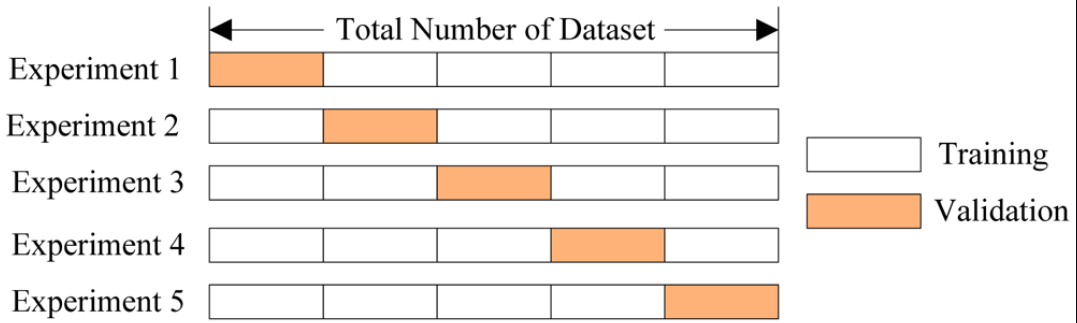 Total Number of Dataset
Experiment 1
Experiment 2
Experiment 3
Experiment 4
Experiment 5
Training
Validation